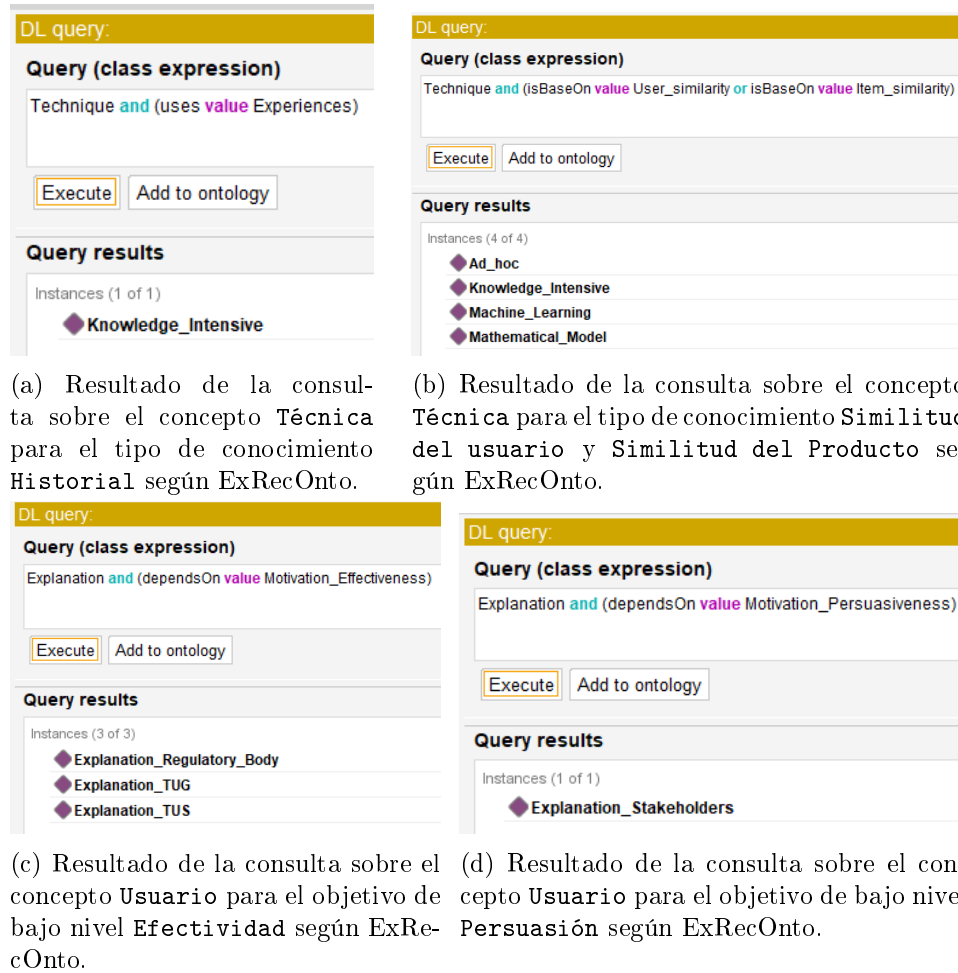 DL query:
Query (class expression)
Technique and (uses value Experiences)
Execute Add to ontology
Query results
Instances (1 of 1)
Knowledge_Intensive
(a) Resultado de la consul-
ta sobre el concepto Técnica
para el tipo de conocimiento
Historial según ExRecOnto.
DL query:
Query (class expression)
Technique and (isBaseOn value User_similarity or isBaseOn value Item_similarity)
Execute Add to ontology
Query results
Instances (4 of 4)
Ad_hoc
Knowledge_Intensive
Machine_Learning
Mathematical_Model
(b) Resultado de la consulta sobre el concepto
Técnica para el tipo de conocimiento Similitud
del usuario y Similitud del Producto se
gún ExRecOnto.
DL query:
Query (class expression)
Explanation and (dependsOn value Motivation_Effectiveness)
Execute Add to ontology
Query results
Instances (3 of 3)
Explanation_Regulatory_Body
Explanation_TUG
Explanation_TUS
(c) Resultado de la consulta sobre el
concepto Usuario para el objetivo de
bajo nivel Efectividad según ExRe-
cOnto.
DL query:
Query (class expression)
Explanation and (dependsOn value Motivation_Persuasiveness)
Execute Add to ontology
Query results
Instances (1 of 1)
Explanation_Stakeholders
(d) Resultado de la consulta sobre el con
cepto Usuario para el objetivo de bajo nive
Persuasión según ExRecOnto.